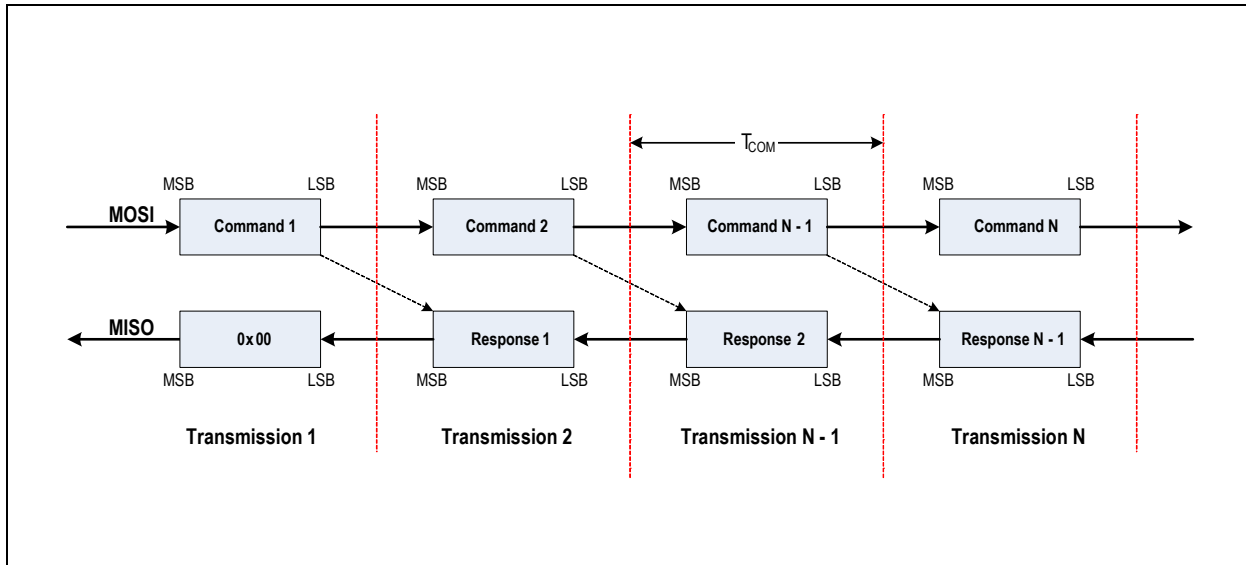 T_COM
MSB LSB MSB LSB MSB LSB MSB LSB
MOSI Command 1 Command 2 Command N - 1 Command N
MISO 0x00 Response 1 Response 2 Response N - 1
MSB LSB MSB LSB MSB LSB MSB LSB
Transmission 1 Transmission 2 Transmission N - 1 Transmission N